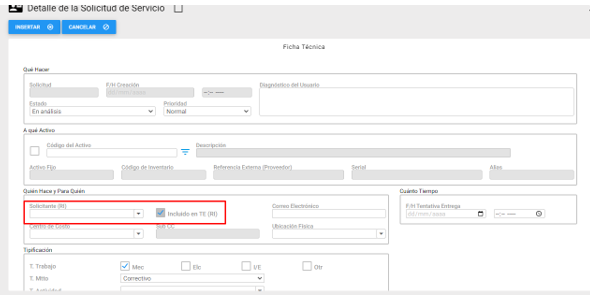 Detalle de la Solicitud de Servicio
INSERTAR CANCELAR
Ficha Técnica
Qué Hacer
Solicitud F/H Creación Diagnóstico del Usuario
dd/mm/aaaa --:-- ----
Estado Prioridad
En análisis Normal
A qué Activo
Código del Activo Descripción
Activo Fijo Código de Inventario Referencia Externa (Proveedor) Serial Alias
Quién Hace y Para Quién Cuánto Tiempo
Solicitante (RI) Incluido en TE (RI) Correo Electrónico F/H Tentativa Entrega
dd/mm/aaaa --:-- ----
Centro de Costo Sub CC Ubicación Física
Tipificación
T. Trabajo Mec Elc I/E Otr
T. Mtto Correctivo
T. Actividad